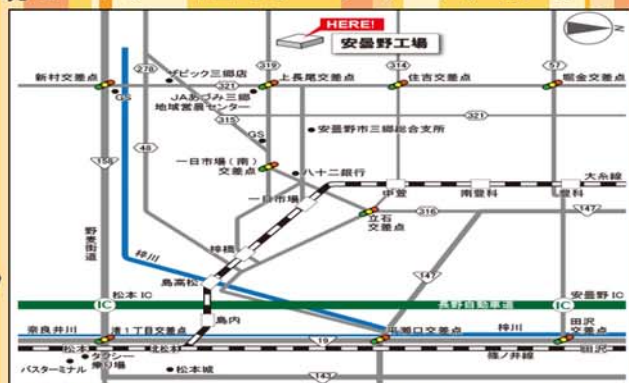 HERE!
安曇野工場
N
新村交差点
278
ザビック三郷店
319
上長尾交差点
314
住吉交差点
57
堀金交差点
GS
321
JAあづみ三郷
地域営農センター
315
321
GS
安曇野市三郷総合支所
48
158
一日市場(南)
交差点
八十二銀行
大糸線
一日市場
中萱
南豊科
豊科
立石
交差点
316
147
野麦街道
梓川
梓橋
島高松
147
松本IC
IC
長野自動車道
安曇野IC
IC
島内
奈良井川
渚1丁目交差点
19
平瀬口交差点
梓川
田沢
交差点
松本
北松本
篠ノ井線
田沢
タクシー
乗り場
バスターミナル
松本城
143